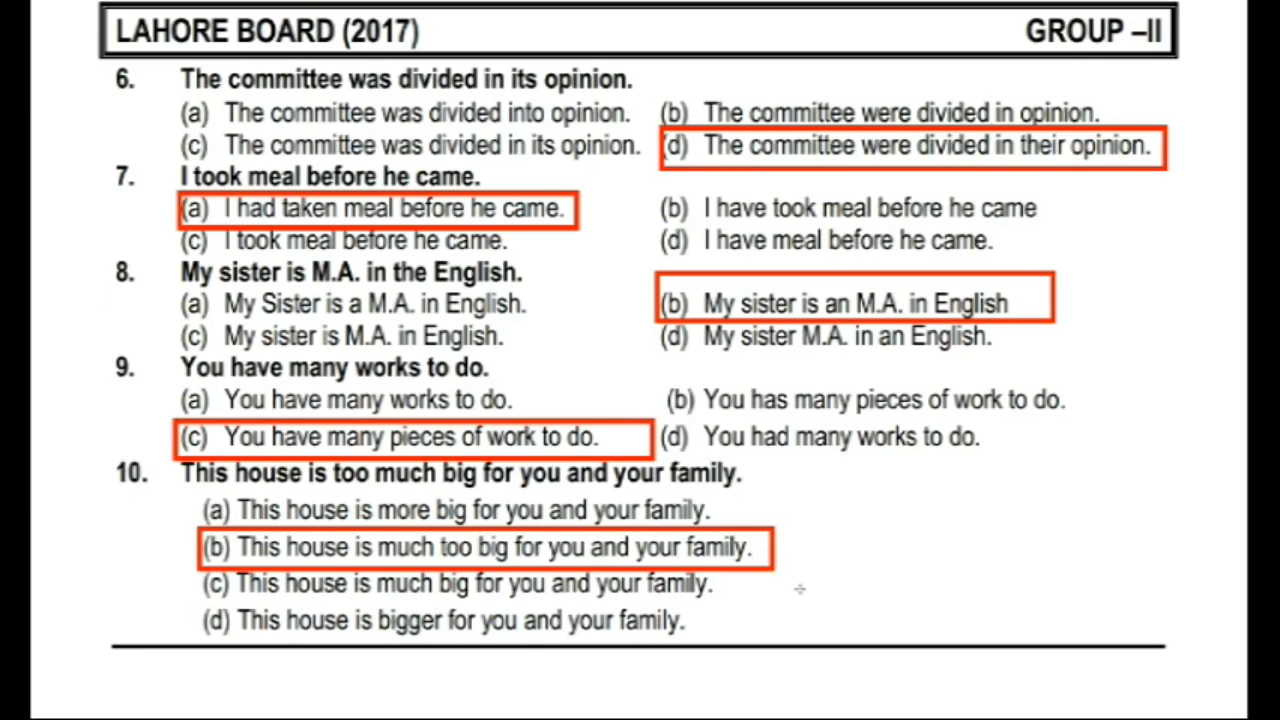 LAHORE BOARD (2017) GROUP –II
6. The committee was divided in its opinion.
(a) The committee was divided into opinion. (b) The committee were divided in opinion.
(c) The committee was divided in its opinion. (d) The committee were divided in their opinion.
7. I took meal before he came.
(a) I had taken meal before he came. (b) I have took meal before he came
(c) I took meal before he came. (d) I have meal before he came.
8. My sister is M.A. in the English.
(a) My Sister is a M.A. in English. (b) My sister is an M.A. in English
(c) My sister is M.A. in English. (d) My sister M.A. in an English.
9. You have many works to do.
(a) You have many works to do. (b) You has many pieces of work to do.
(c) You have many pieces of work to do. (d) You had many works to do.
10. This house is too much big for you and your family.
(a) This house is more big for you and your family.
(b) This house is much too big for you and your family.
(c) This house is much big for you and your family.
(d) This house is bigger for you and your family.